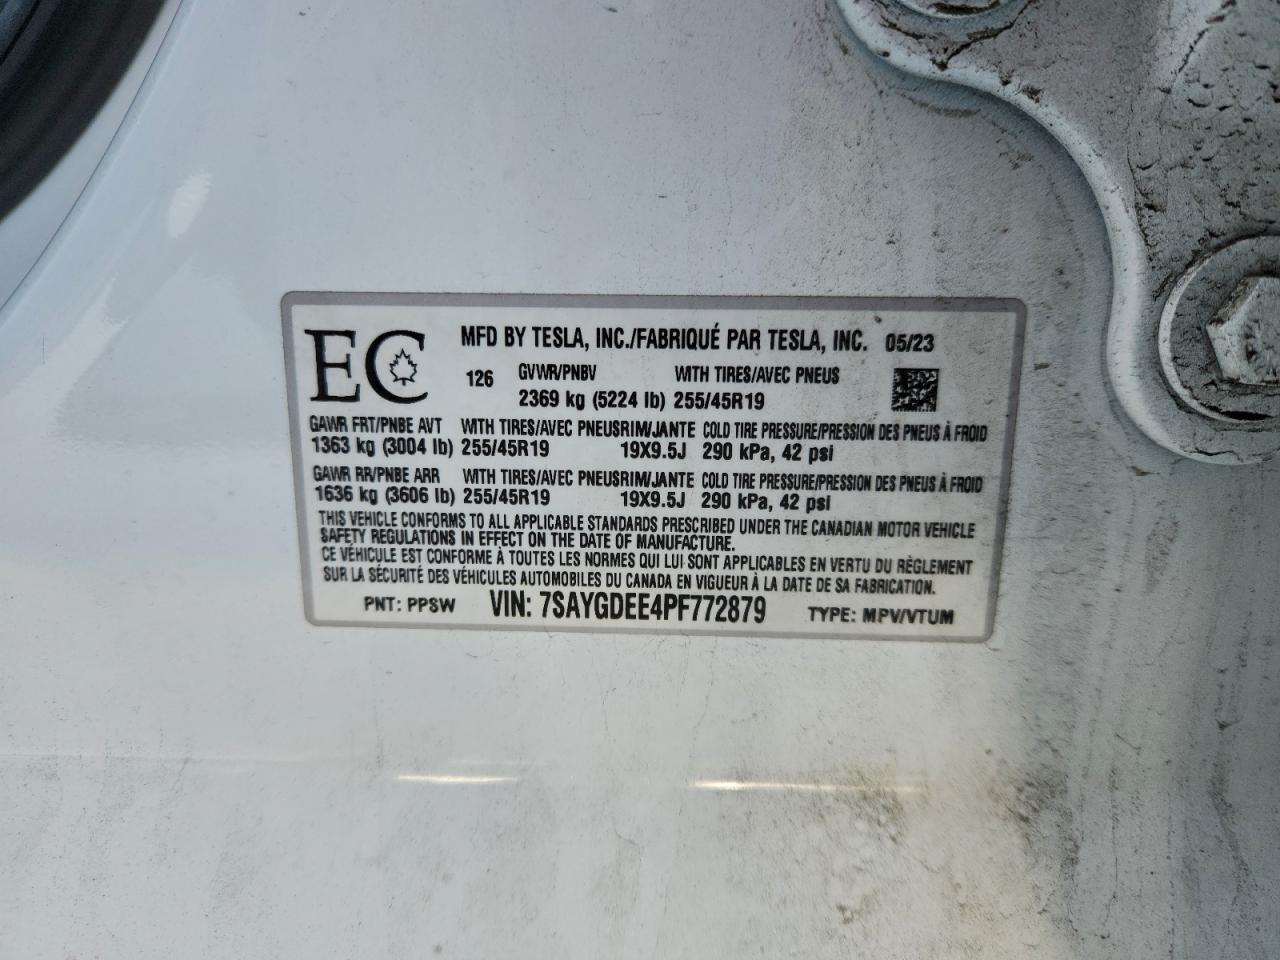 EC MFD BY TESLA, INC./FABRIQUÉ PAR TESLA, INC. 05/23
126 GVWR/PNBV WITH TIRES/AVEC PNEUS
2369 kg (5224 lb) 255/45R19
GAWR FRT/PNBE AVT WITH TIRES/AVEC PNEUS RIM/JANTE COLD TIRE PRESSURE/PRESSION DES PNEUS À FROID
1363 kg (3004 lb) 255/45R19 19X9.5J 290 kPa, 42 psi
GAWR RR/PNBE ARR WITH TIRES/AVEC PNEUS RIM/JANTE COLD TIRE PRESSURE/PRESSION DES PNEUS À FROID
1636 kg (3606 lb) 255/45R19 19X9.5J 290 kPa, 42 psi
THIS VEHICLE CONFORMS TO ALL APPLICABLE STANDARDS PRESCRIBED UNDER THE CANADIAN MOTOR VEHICLE
SAFETY REGULATIONS IN EFFECT ON THE DATE OF MANUFACTURE.
CE VÉHICULE EST CONFORME À TOUTES LES NORMES QUI LUI SONT APPLICABLES EN VERTU DU RÈGLEMENT
SUR LA SÉCURITÉ DES VÉHICULES AUTOMOBILES DU CANADA EN VIGUEUR À LA DATE DE SA FABRICATION.
PNT: PPSW VIN: 7SAYGDEE4PF772879 TYPE: MPV/VTUM